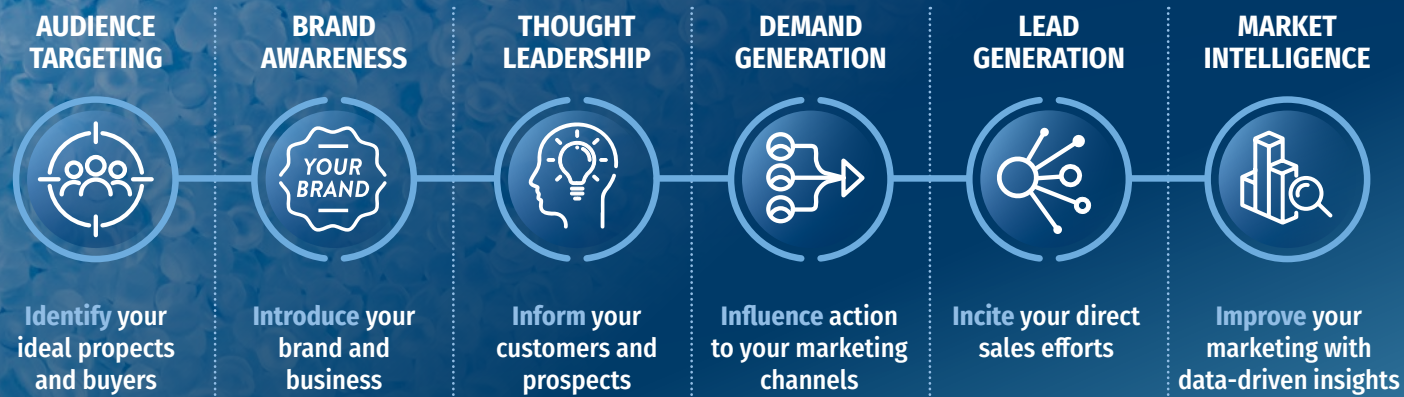 AUDIENCE
TARGETING
BRAND
AWARENESS
THOUGHT
LEADERSHIP
DEMAND
GENERATION
LEAD
GENERATION
MARKET
INTELLIGENCE
YOUR
BRAND
Identify your
ideal propects
and buyers
Introduce your
brand and
business
Inform your
customers and
prospects
Influence action
to your marketing
channels
Incite your direct
sales efforts
Improve your
marketing with
data-driven insights